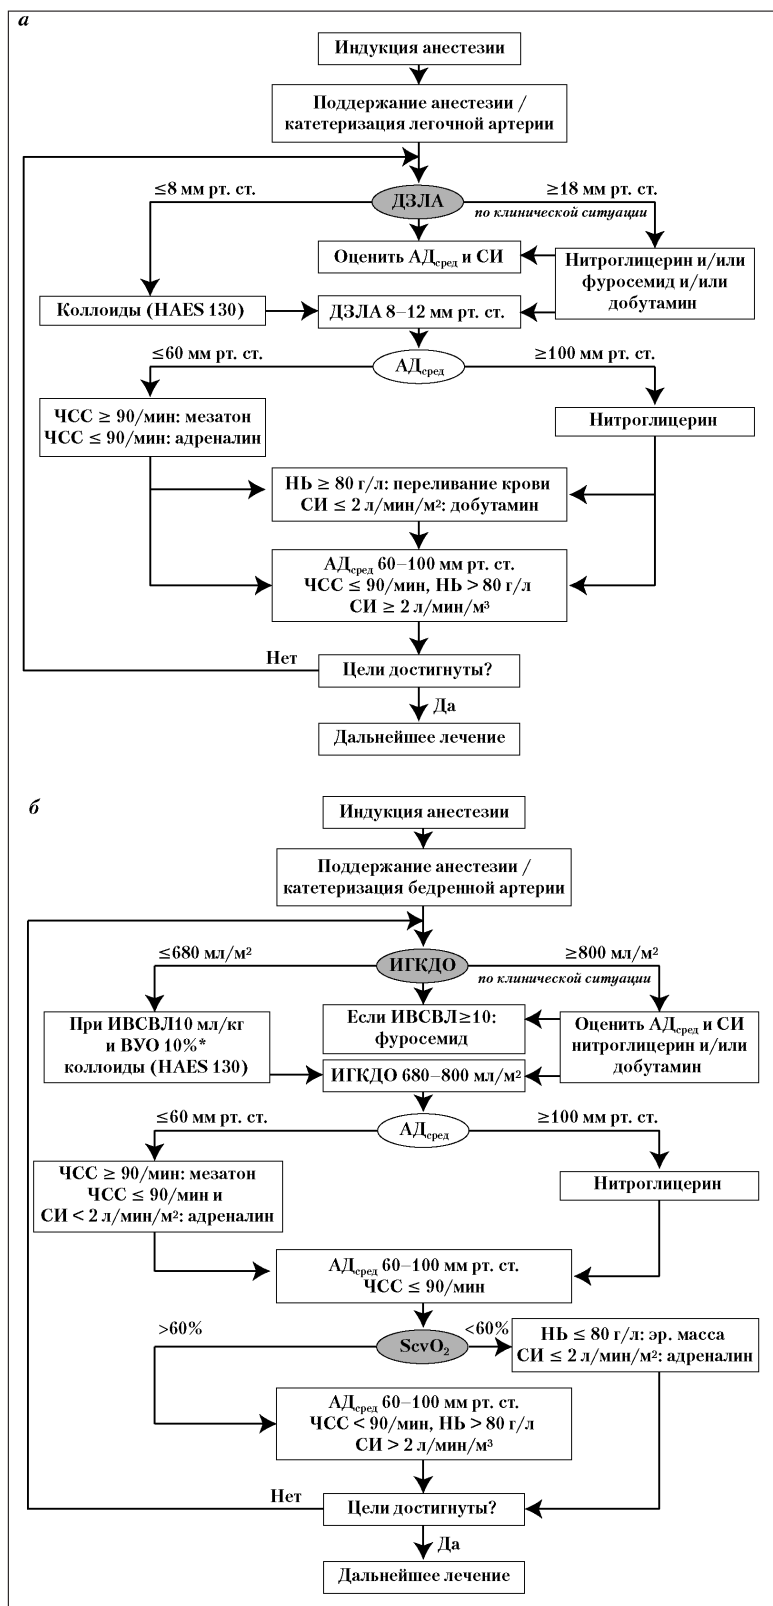 а
Индукция анестезии
Поддержание анестезии /
катетеризация легочной артерии
≤8 мм рт. ст.
ДЗЛА
≥18 мм рт. ст.
по клинической ситуации
Оценить АДсред и СИ
Нитроглицерин и/или
фуросемид и/или
добутамин
Коллоиды (HAES 130)
ДЗЛА 8–12 мм рт. ст.
≤60 мм рт. ст.
АДсред
≥100 мм рт. ст.
ЧСС ≥ 90/мин: мезатон
ЧСС ≤ 90/мин: адреналин
Нитроглицерин
НЬ ≥ 80 г/л: переливание крови
СИ ≤ 2 л/мин/м²: добутамин
АДсред 60–100 мм рт. ст.
ЧСС ≤ 90/мин, НЬ > 80 г/л
СИ ≥ 2 л/мин/м³
Нет
Цели достигнуты?
Да
Дальнейшее лечение
б
Индукция анестезии
Поддержание анестезии /
катетеризация бедренной артерии
≤680 мл/м²
ИГКДО
≥800 мл/м²
по клинической ситуации
При ИВСВЛ10 мл/кг
и ВУО 10%*
коллоиды (HAES 130)
Если ИВСВЛ≥10:
фуросемид
Оценить АДсред и СИ
нитроглицерин и/или
добутамин
ИГКДО 680–800 мл/м²
≤60 мм рт. ст.
АДсред
≥100 мм рт. ст.
ЧСС ≥ 90/мин: мезатон
ЧСС ≤ 90/мин и
СИ < 2 л/мин/м²: адреналин
Нитроглицерин
АДсред 60–100 мм рт. ст.
ЧСС ≤ 90/мин
>60%
ScvO₂
<60%
НЬ ≤ 80 г/л: эр. масса
СИ ≤ 2 л/мин/м²: адреналин
АДсред 60–100 мм рт. ст.
ЧСС < 90/мин, НЬ > 80 г/л
СИ > 2 л/мин/м³
Нет
Цели достигнуты?
Да
Дальнейшее лечение